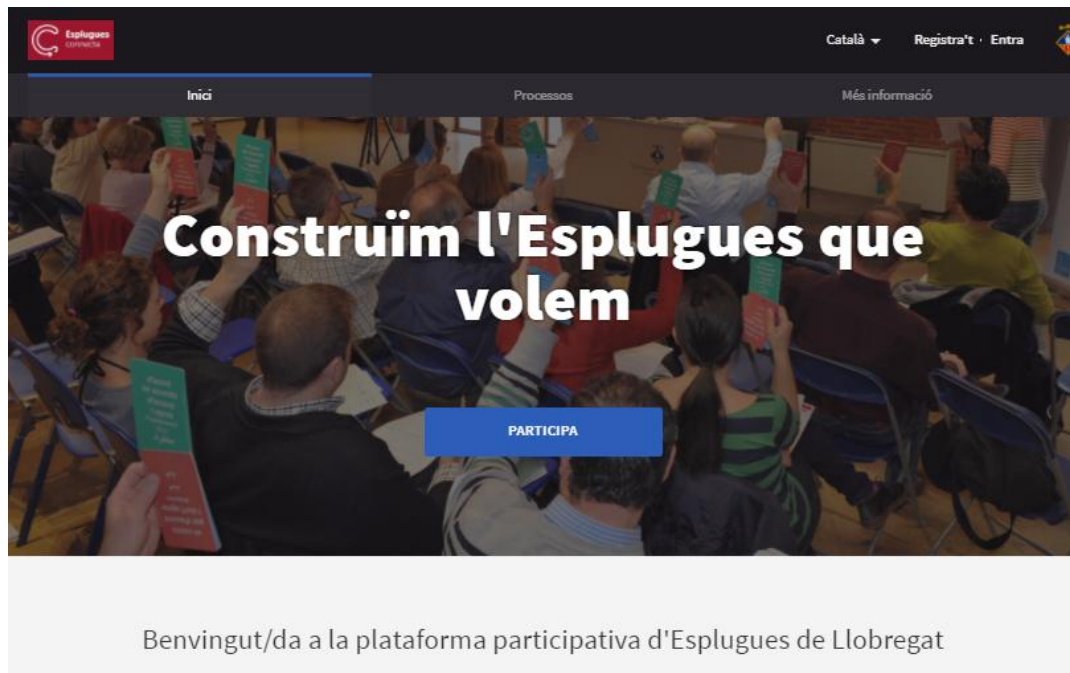 Esplugues
connecta
Català
Registra't · Entra
Inici
Processos
Més informació
Construïm l'Esplugues que
volem
PARTICIPA
Benvingut/da a la plataforma participativa d'Esplugues de Llobregat